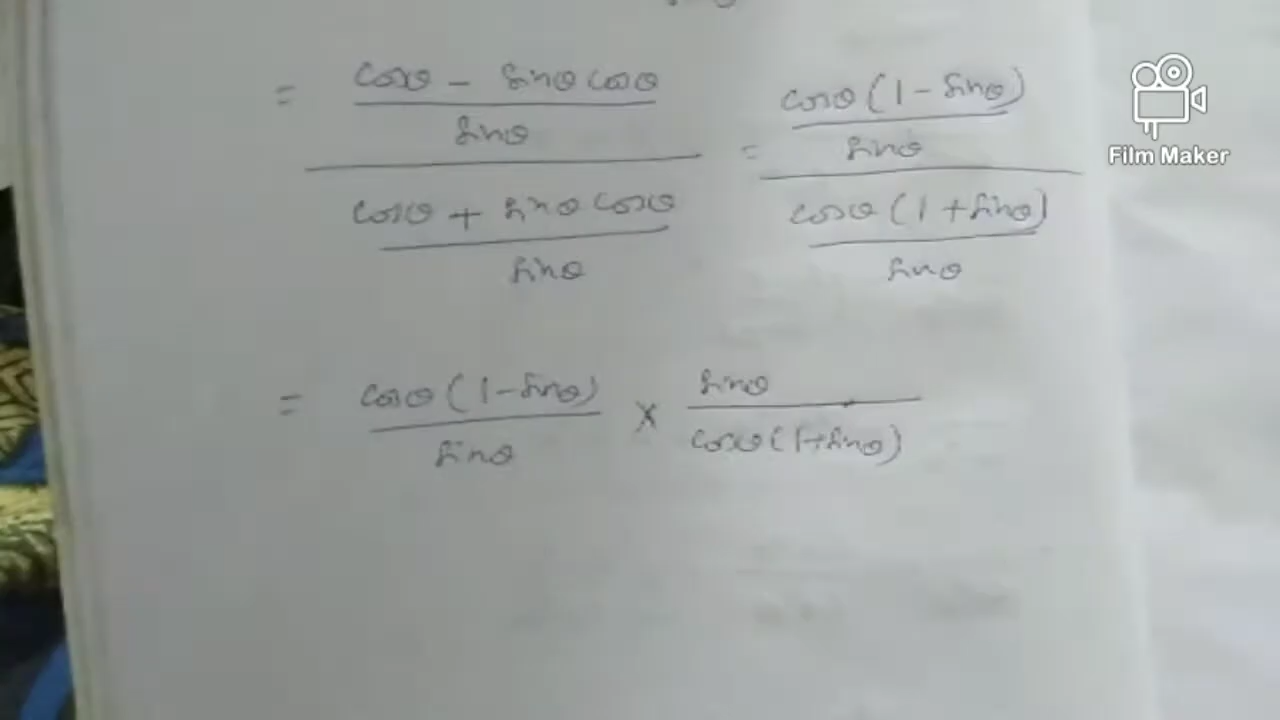 = cosθ - sinθ cosθ / sinθ / cosθ + sinθ cosθ / sinθ = cosθ (1 - sinθ) / sinθ / cosθ (1 + sinθ) / sinθ
= cosθ (1 - sinθ) / sinθ × sinθ / cosθ (1 + sinθ)
Film Maker